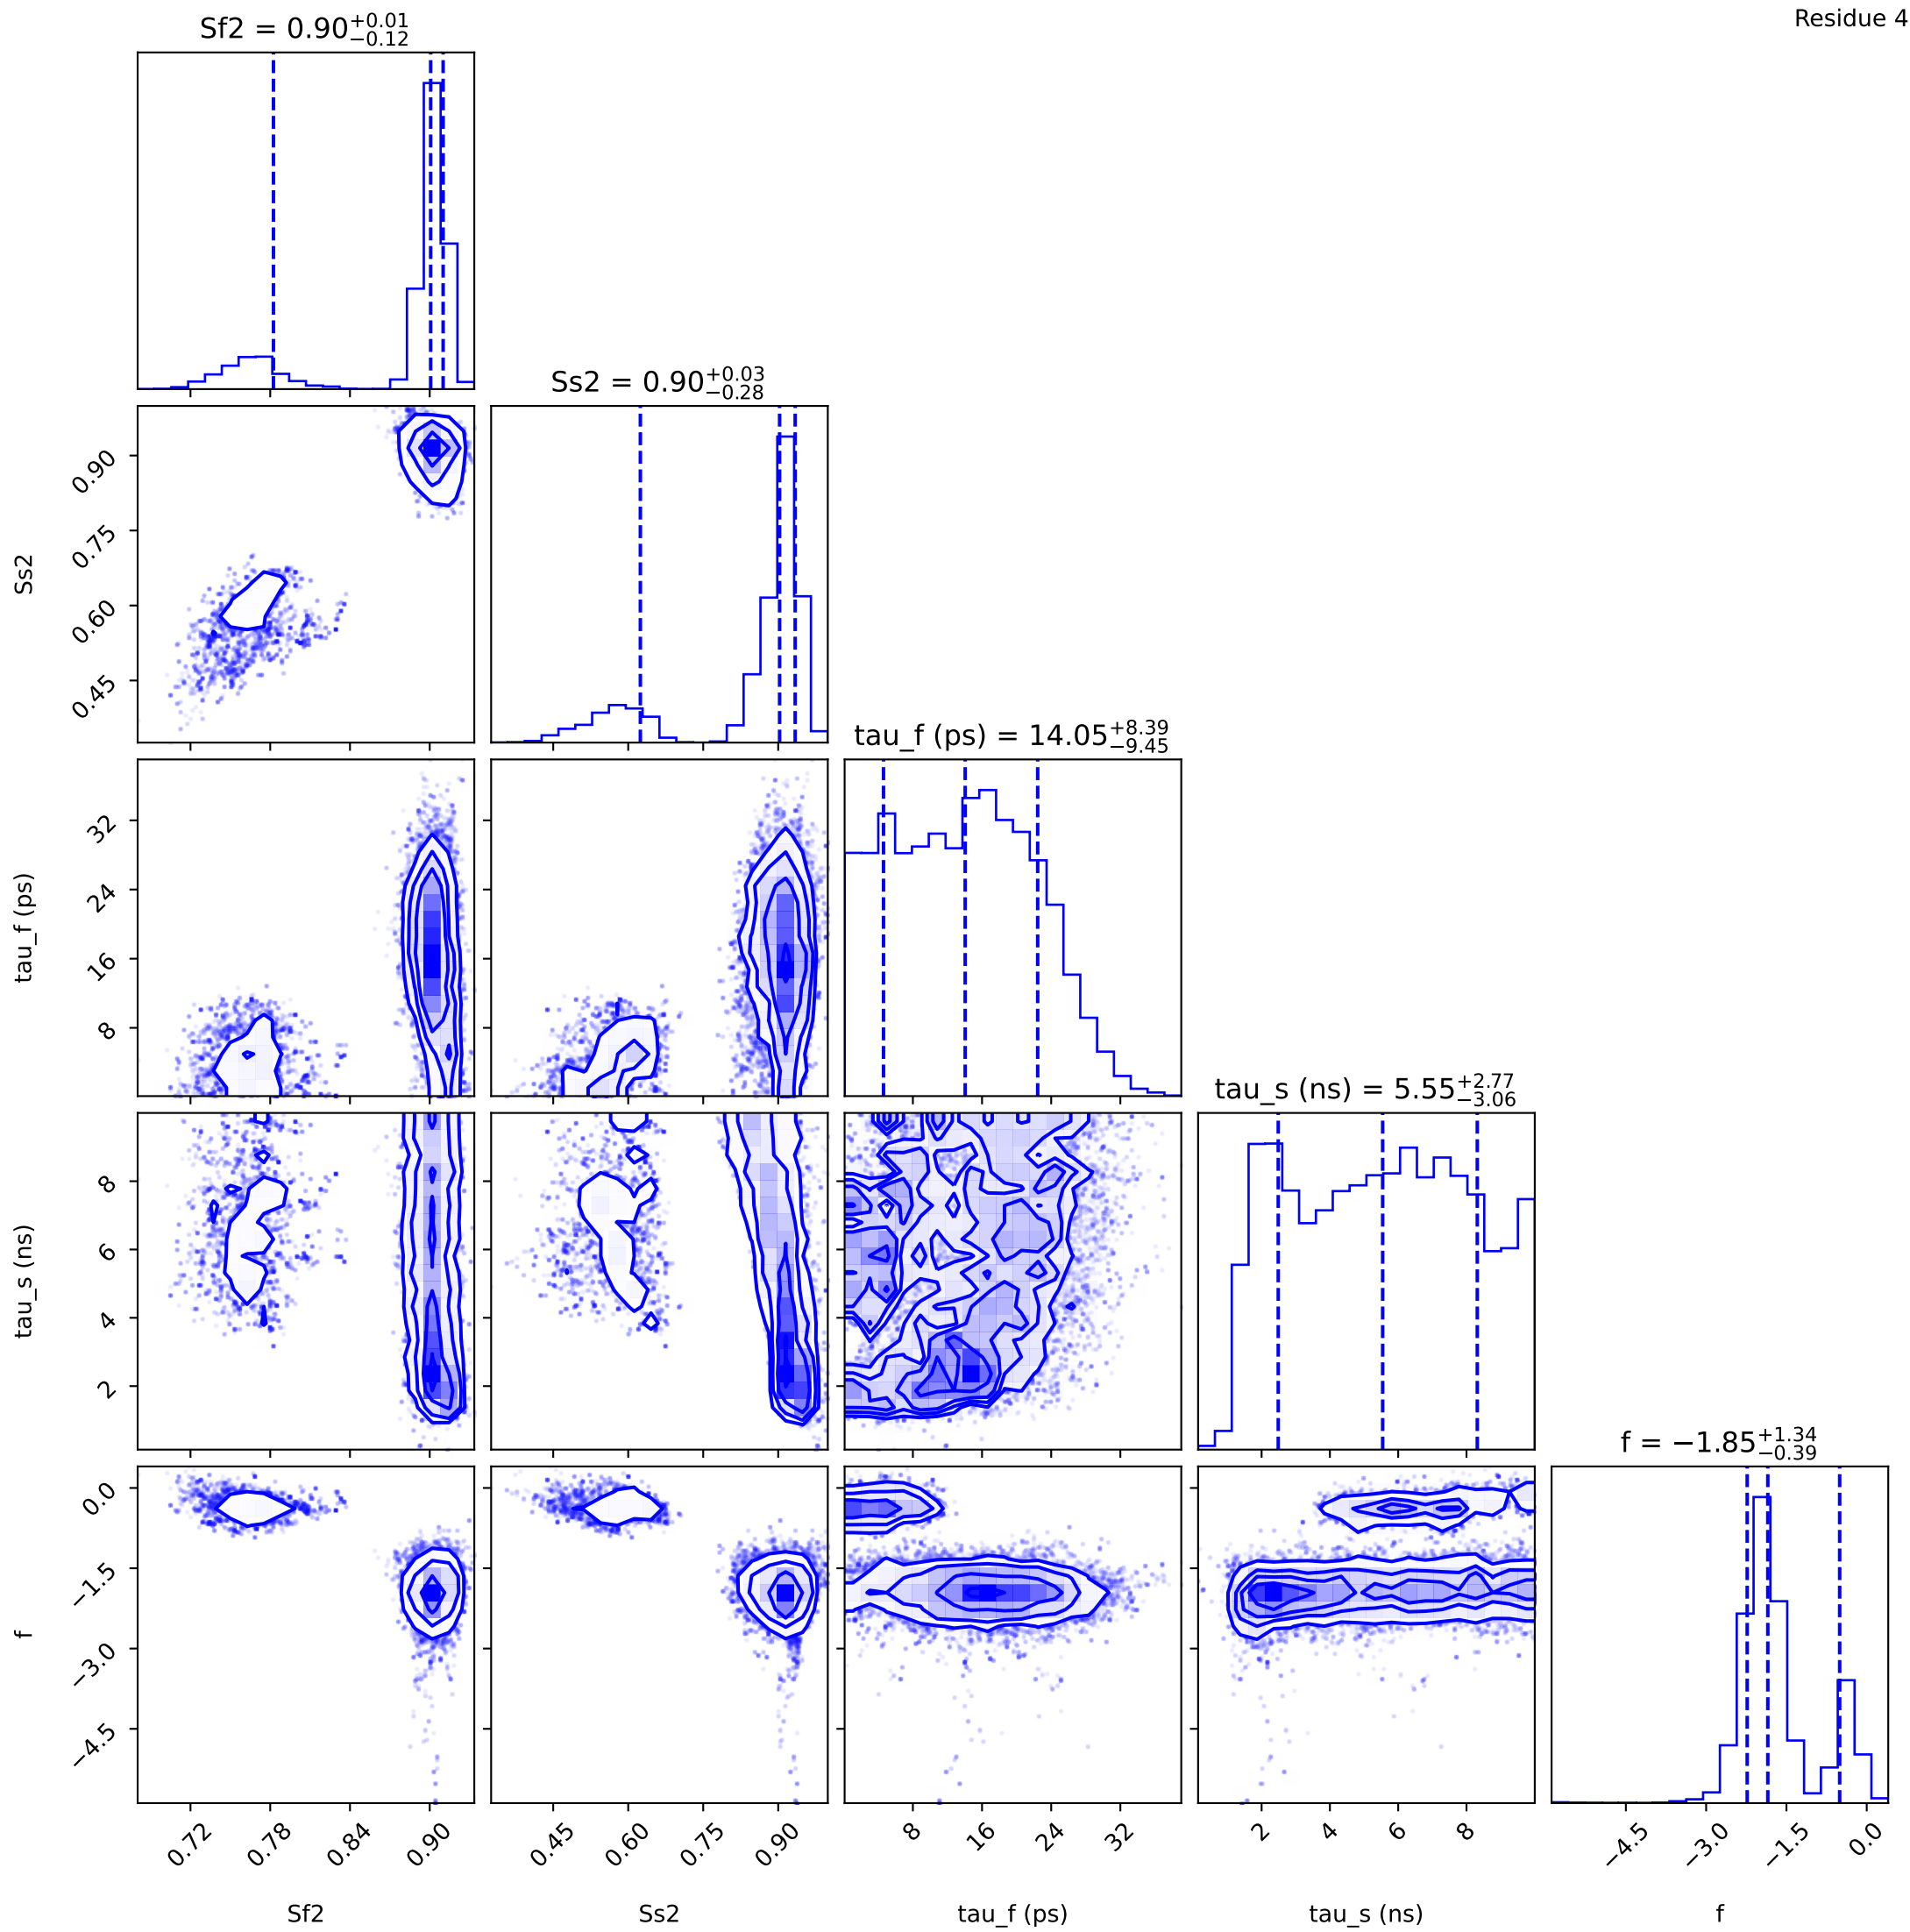 Residue 4
Sf2 = 0.90+0.01−0.12
Ss2 = 0.90+0.03−0.28
0.90
0.75
0.60
0.45
Ss2
tau_f (ps) = 14.05+8.39−9.45
32
24
16
8
tau_f (ps)
tau_s (ns) = 5.55+2.77−3.06
8
6
4
2
tau_s (ns)
f = −1.85+1.34−0.39
0.0
−1.5
−3.0
−4.5
f
0.72 0.78 0.84 0.90 0.45 0.60 0.75 0.90 8 16 24 32 2 4 6 8 −4.5 −3.0 −1.5 0.0
Sf2 Ss2 tau_f (ps) tau_s (ns) f